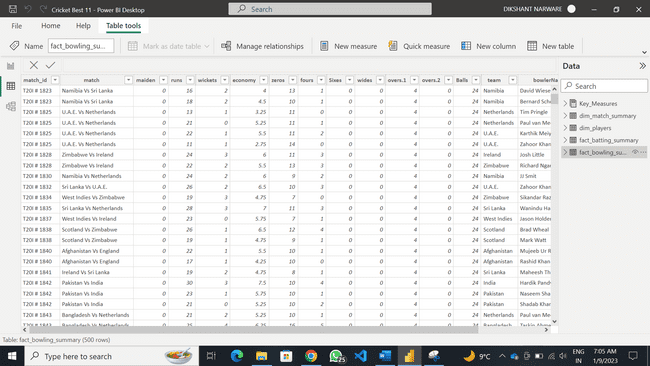 Cricket Best 11 - Power BI Desktop
Search
DIKSHANT NARWARE
File Home Help Table tools
Name fact_bowling_su... Mark as date table Manage relationships New measure Quick measure New column New table
match_id match maiden runs wickets economy zeros fours Sixes wides overs.1 overs.2 Balls team bowlerNa
T20I # 1823 Namibia Vs Sri Lanka 0 16 2 4 13 1 0 0 4 0 24 Namibia David Wiese
T20I # 1823 Namibia Vs Sri Lanka 0 18 2 4.5 10 1 0 0 4 0 24 Namibia Bernard Scho
T20I # 1825 U.A.E. Vs Netherlands 0 13 1 3.25 11 0 0 0 4 0 24 Netherlands Tim Pringle
T20I # 1825 U.A.E. Vs Netherlands 0 21 0 5.25 11 1 0 0 4 0 24 Netherlands Paul van Mee
T20I # 1825 U.A.E. Vs Netherlands 0 22 1 5.5 11 2 0 0 4 0 24 U.A.E. Karthik Meiy
T20I # 1825 U.A.E. Vs Netherlands 0 11 1 2.75 14 0 0 0 4 0 24 U.A.E. Zahoor Khan
T20I # 1828 Zimbabwe Vs Ireland 0 24 3 6 11 3 0 0 4 0 24 Ireland Josh Little
T20I # 1828 Zimbabwe Vs Ireland 0 22 2 5.5 13 3 0 0 4 0 24 Zimbabwe Richard Ngar
T20I # 1830 Namibia Vs Netherlands 0 24 2 6 9 2 0 0 4 0 24 Namibia JJ Smit
T20I # 1832 Sri Lanka Vs U.A.E. 0 26 2 6.5 10 3 0 0 4 0 24 U.A.E. Zahoor Khan
T20I # 1834 West Indies Vs Zimbabwe 0 19 3 4.75 7 0 0 0 4 0 24 Zimbabwe Sikandar Raz
T20I # 1835 Sri Lanka Vs Netherlands 0 28 3 7 11 3 0 0 4 0 24 Sri Lanka Wanindu Ha
T20I # 1837 West Indies Vs Ireland 0 23 0 5.75 7 1 0 0 4 0 24 West Indies Jason Holder
T20I # 1838 Scotland Vs Zimbabwe 0 26 1 6.5 12 4 0 0 4 0 24 Scotland Brad Wheal
T20I # 1838 Scotland Vs Zimbabwe 0 19 1 4.75 9 1 0 0 4 0 24 Scotland Mark Watt
T20I # 1840 Afghanistan Vs England 0 22 1 5.5 10 1 0 0 4 0 24 Afghanistan Mujeeb Ur R
T20I # 1840 Afghanistan Vs England 0 17 1 4.25 10 0 0 0 4 0 24 Afghanistan Rashid Khan
T20I # 1841 Ireland Vs Sri Lanka 0 19 2 4.75 8 1 0 0 4 0 24 Sri Lanka Maheesh Th
T20I # 1842 Pakistan Vs India 0 30 3 7.5 10 4 0 0 4 0 24 India Hardik Pandy
T20I # 1842 Pakistan Vs India 0 23 1 5.75 10 1 0 0 4 0 24 Pakistan Naseem Sha
T20I # 1842 Pakistan Vs India 0 21 0 5.25 10 2 0 0 4 0 24 Pakistan Shadab Khan
T20I # 1843 Bangladesh Vs Netherlands 0 21 2 5.25 10 1 0 0 4 0 24 Netherlands Paul van Mee
T20I # 1843 Bangladesh Vs Netherlands 0 25 4 6.25 16 5 0 0 4 0 24 Bangladesh Taskin Ahmed
Data
Search
Key_Measures
dim_match_summary
dim_players
fact_batting_summary
fact_bowling_su...
Table: fact_bowling_summary (500 rows)
Type here to search
25
9°C
ENG
IN
7:05 AM
1/9/2023